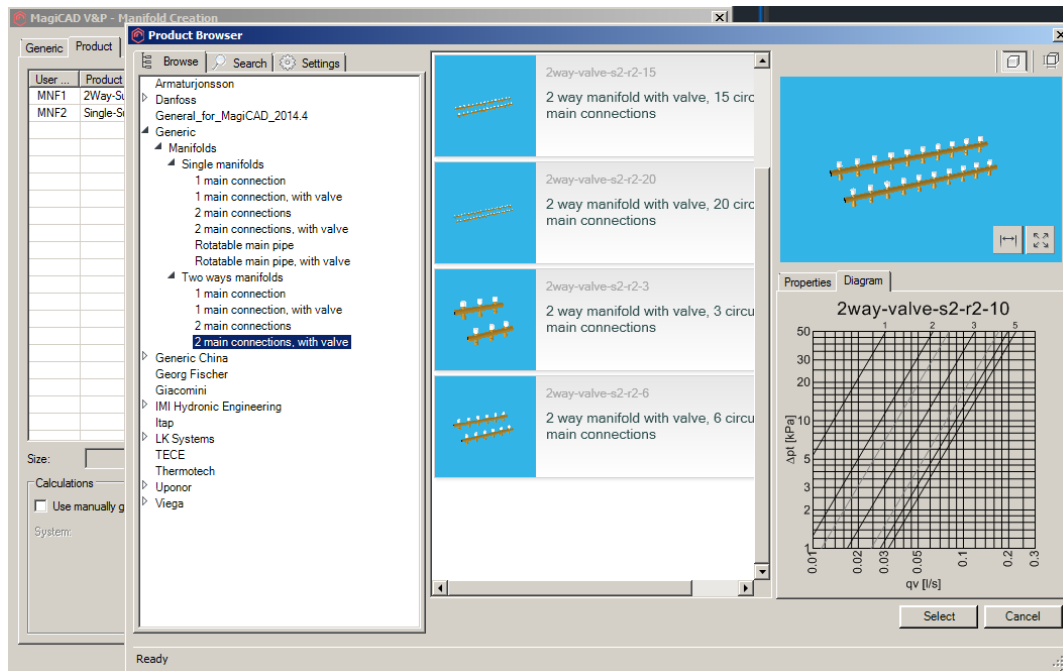 MagiCAD V&P - Manifold Creation
Product Browser
Generic
Product
User ...
Product
MNF1
2Way-Su
MNF2
Single-Su
Size:
Calculations
Use manually g
System:
Browse
Search
Settings
Armaturjonsson
Danfoss
General_for_MagiCAD_2014.4
Generic
Manifolds
Single manifolds
1 main connection
1 main connection, with valve
2 main connections
2 main connections, with valve
Rotatable main pipe
Rotatable main pipe, with valve
Two ways manifolds
1 main connection
1 main connection, with valve
2 main connections
2 main connections, with valve
Generic China
Georg Fischer
Giacomini
IMI Hydronic Engineering
Itap
LK Systems
TECE
Thermotech
Uponor
Viega
2way-valve-s2-r2-15
2 way manifold with valve, 15 circ
main connections
2way-valve-s2-r2-20
2 way manifold with valve, 20 circ
main connections
2way-valve-s2-r2-3
2 way manifold with valve, 3 circu
main connections
2way-valve-s2-r2-6
2 way manifold with valve, 6 circu
main connections
Properties
Diagram
2way-valve-s2-r2-10
1 2 3 5
50
30
20
10
5
3
2
1
Δpt [kPa]
0.01 0.02 0.03 0.05 0.1 0.2 0.3
qv [l/s]
Select
Cancel
Ready